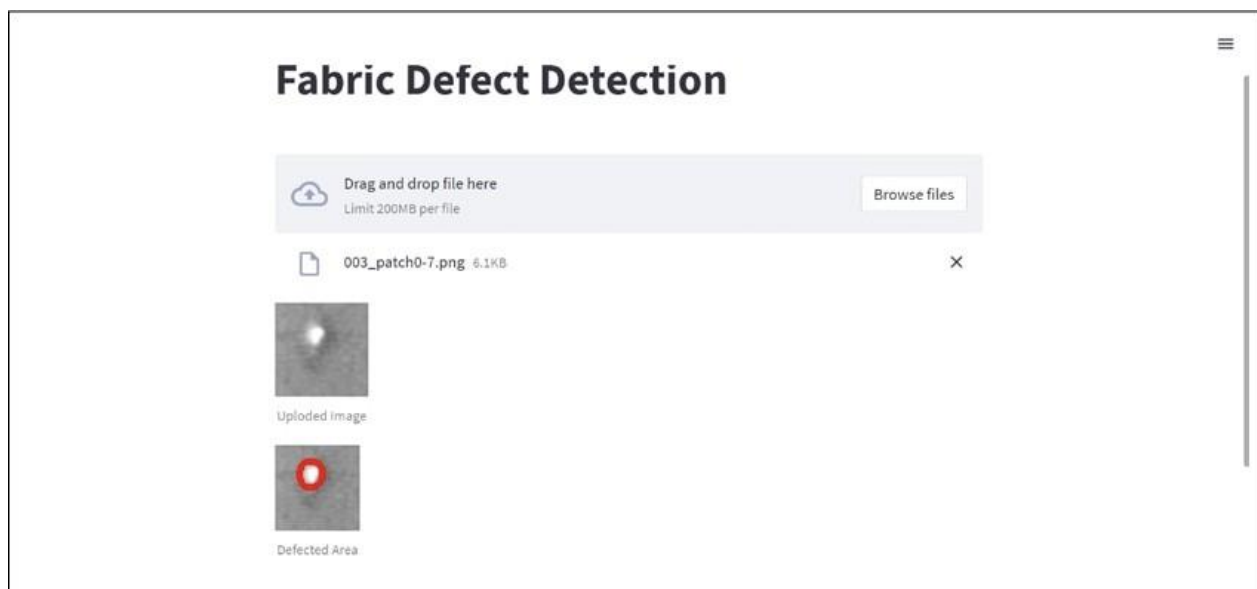 Fabric Defect Detection
Drag and drop file here
Limit 200MB per file
Browse files
003_patch0-7.png 6.1KB
Uploded Image
Defected Area